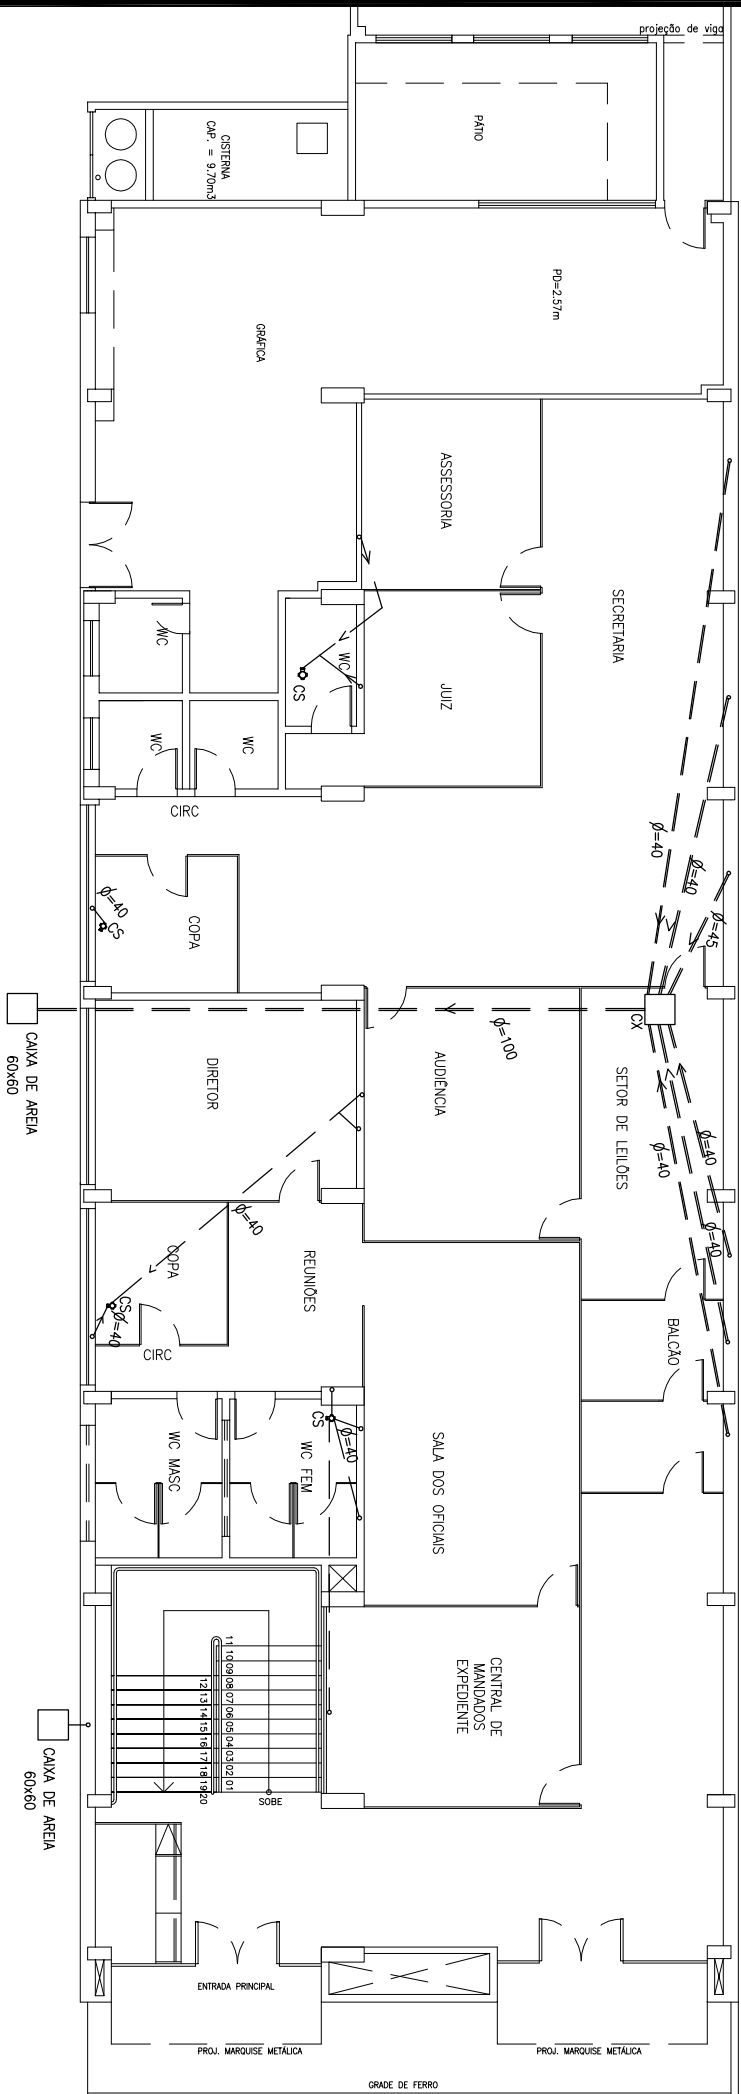 projeção de viga
PÁTIO
CISTERNA
CAP. = 9.70m3
PD=2.57m
GRÁFICA
ASSESSORIA
SECRETARIA
WC
WC
CS
JUIZ
WC
WC
CIRC
Ø=40
Ø=40
Ø=45
Ø=40
CS
COPA
CX
CAIXA DE AREIA
60x60
Ø=100
DIRETOR
AUDIÊNCIA
SETOR DE LEILÕES
Ø=40
Ø=40
Ø=40
Ø=40
COPA
REUNIÕES
CS
Ø=40
CIRC
BALCÃO
CS
Ø=40
WC MASC
WC FEM
SALA DOS OFICIAIS
11
10
09
08
07
06
05
04
03
02
01
12
13
14
15
16
17
18
19
20
SOBE
CENTRAL DE
MANDADOS
EXPEDIENTE
CAIXA DE AREIA
60x60
ENTRADA PRINCIPAL
PROJ. MARQUISE METÁLICA
PROJ. MARQUISE METÁLICA
GRADE DE FERRO